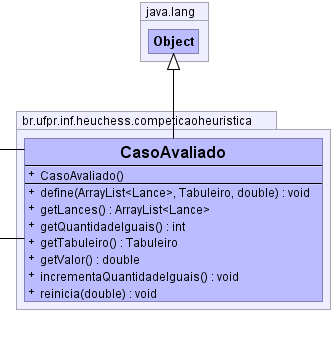 java.lang
Object
br.ufpr.inf.heuchess.competicaoheuristica
CasoAvaliado
+ CasoAvaliado()
+ define(ArrayList<Lance>, Tabuleiro, double) : void
+ getLances() : ArrayList<Lance>
+ getQuantidadeIguais() : int
+ getTabuleiro() : Tabuleiro
+ getValor() : double
+ incrementaQuantidadeIguais() : void
+ reinicia(double) : void